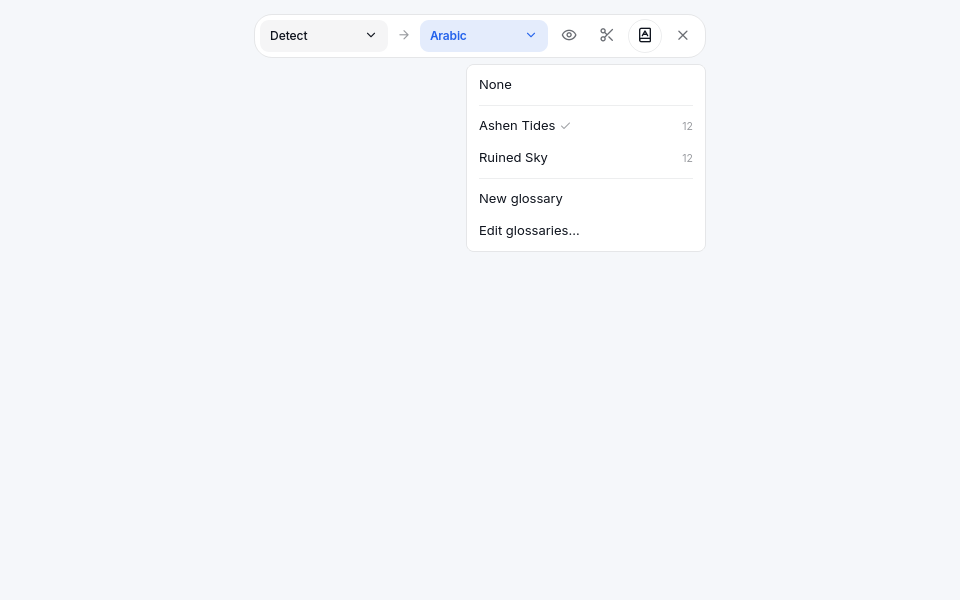 Detect
Arabic
None
Ashen Tides 12
Ruined Sky 12
New glossary
Edit glossaries...